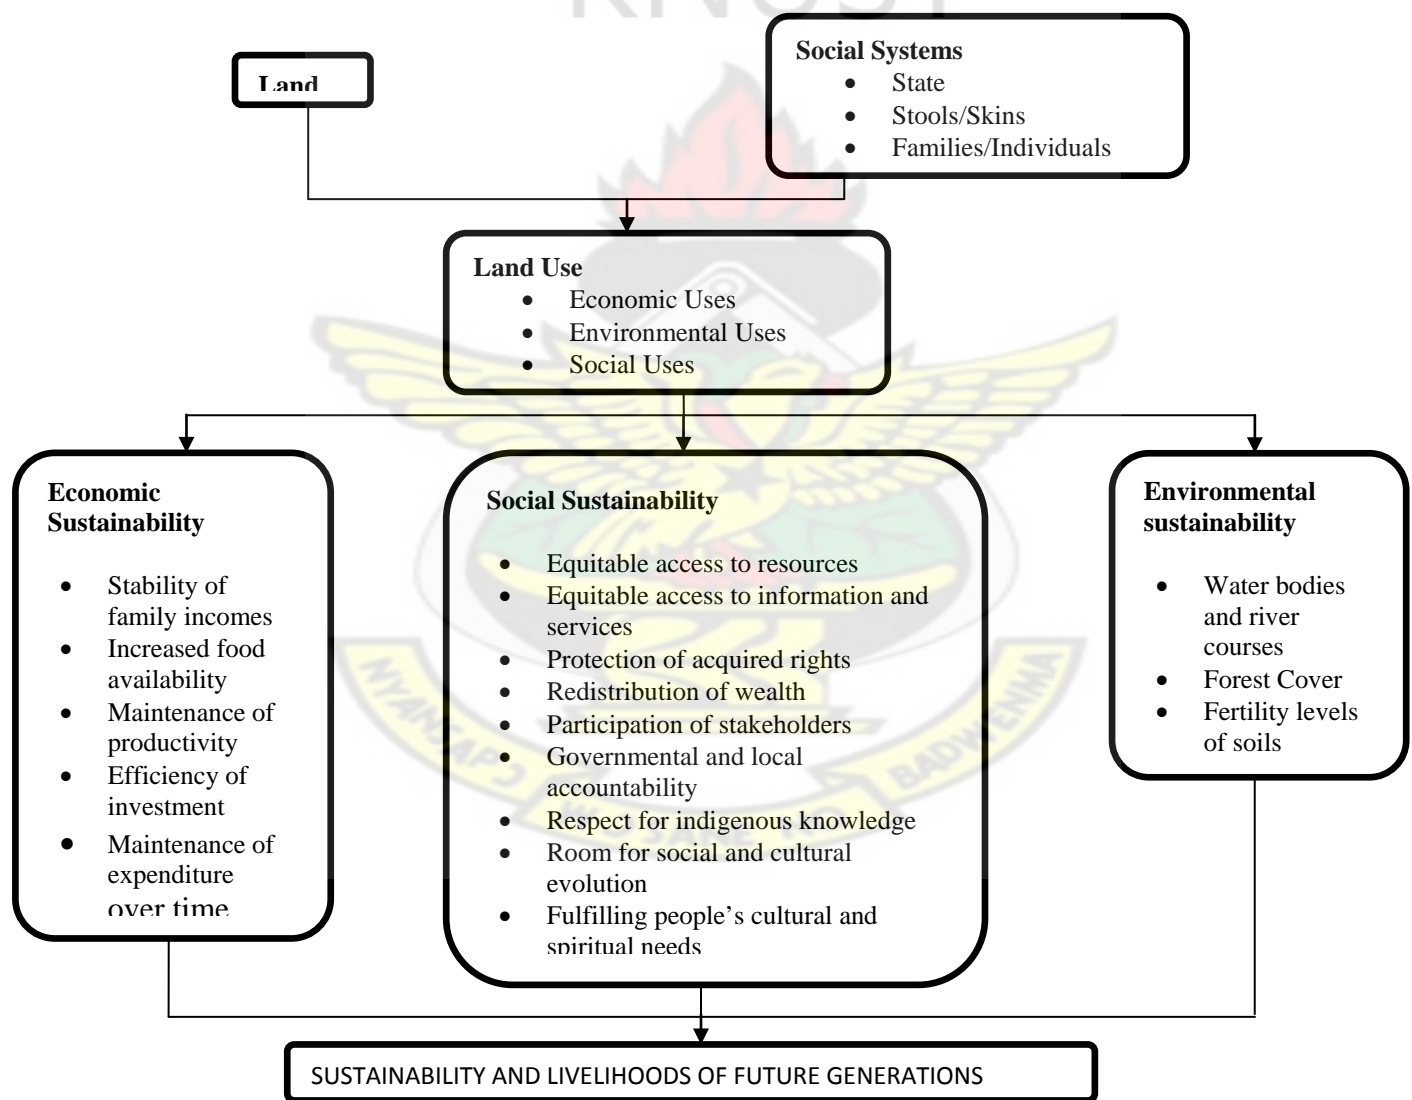 KNUST
Land
Social Systems
• State
• Stools/Skins
• Families/Individuals
Land Use
• Economic Uses
• Environmental Uses
• Social Uses
Economic
Sustainability
• Stability of
family incomes
• Increased food
availability
• Maintenance of
productivity
• Efficiency of
investment
• Maintenance of
expenditure
over time
Social Sustainability
• Equitable access to resources
• Equitable access to information and
services
• Protection of acquired rights
• Redistribution of wealth
• Participation of stakeholders
• Governmental and local
accountability
• Respect for indigenous knowledge
• Room for social and cultural
evolution
• Fulfilling people’s cultural and
spiritual needs
Environmental
sustainability
• Water bodies
and river
courses
• Forest Cover
• Fertility levels
of soils
NYANSAPƆ
BADWENMA
SUSTAINABILITY AND LIVELIHOODS OF FUTURE GENERATIONS